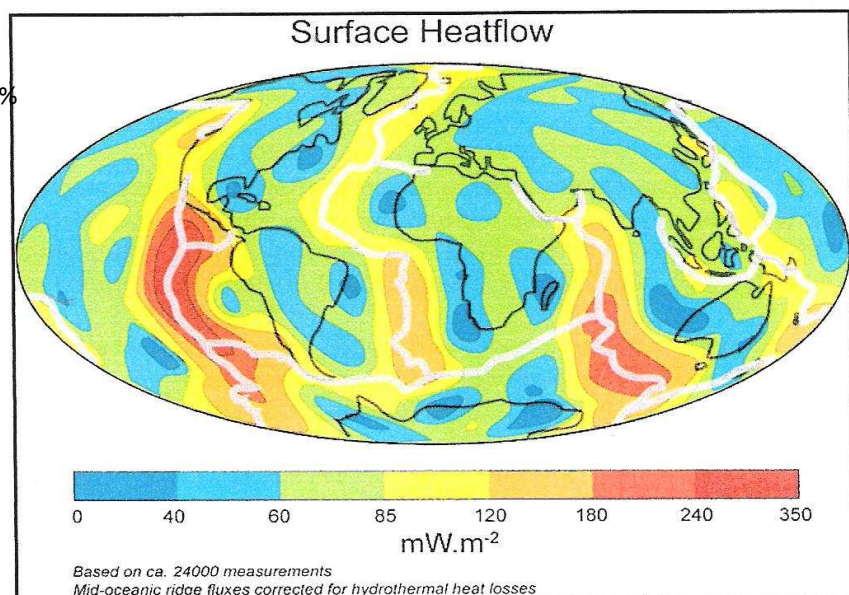 Surface Heatflow
%
0 40 60 85 120 180 240 350
mW.m-2
Based on ca. 24000 measurements
Mid-oceanic ridge fluxes corrected for hydrothermal heat losses